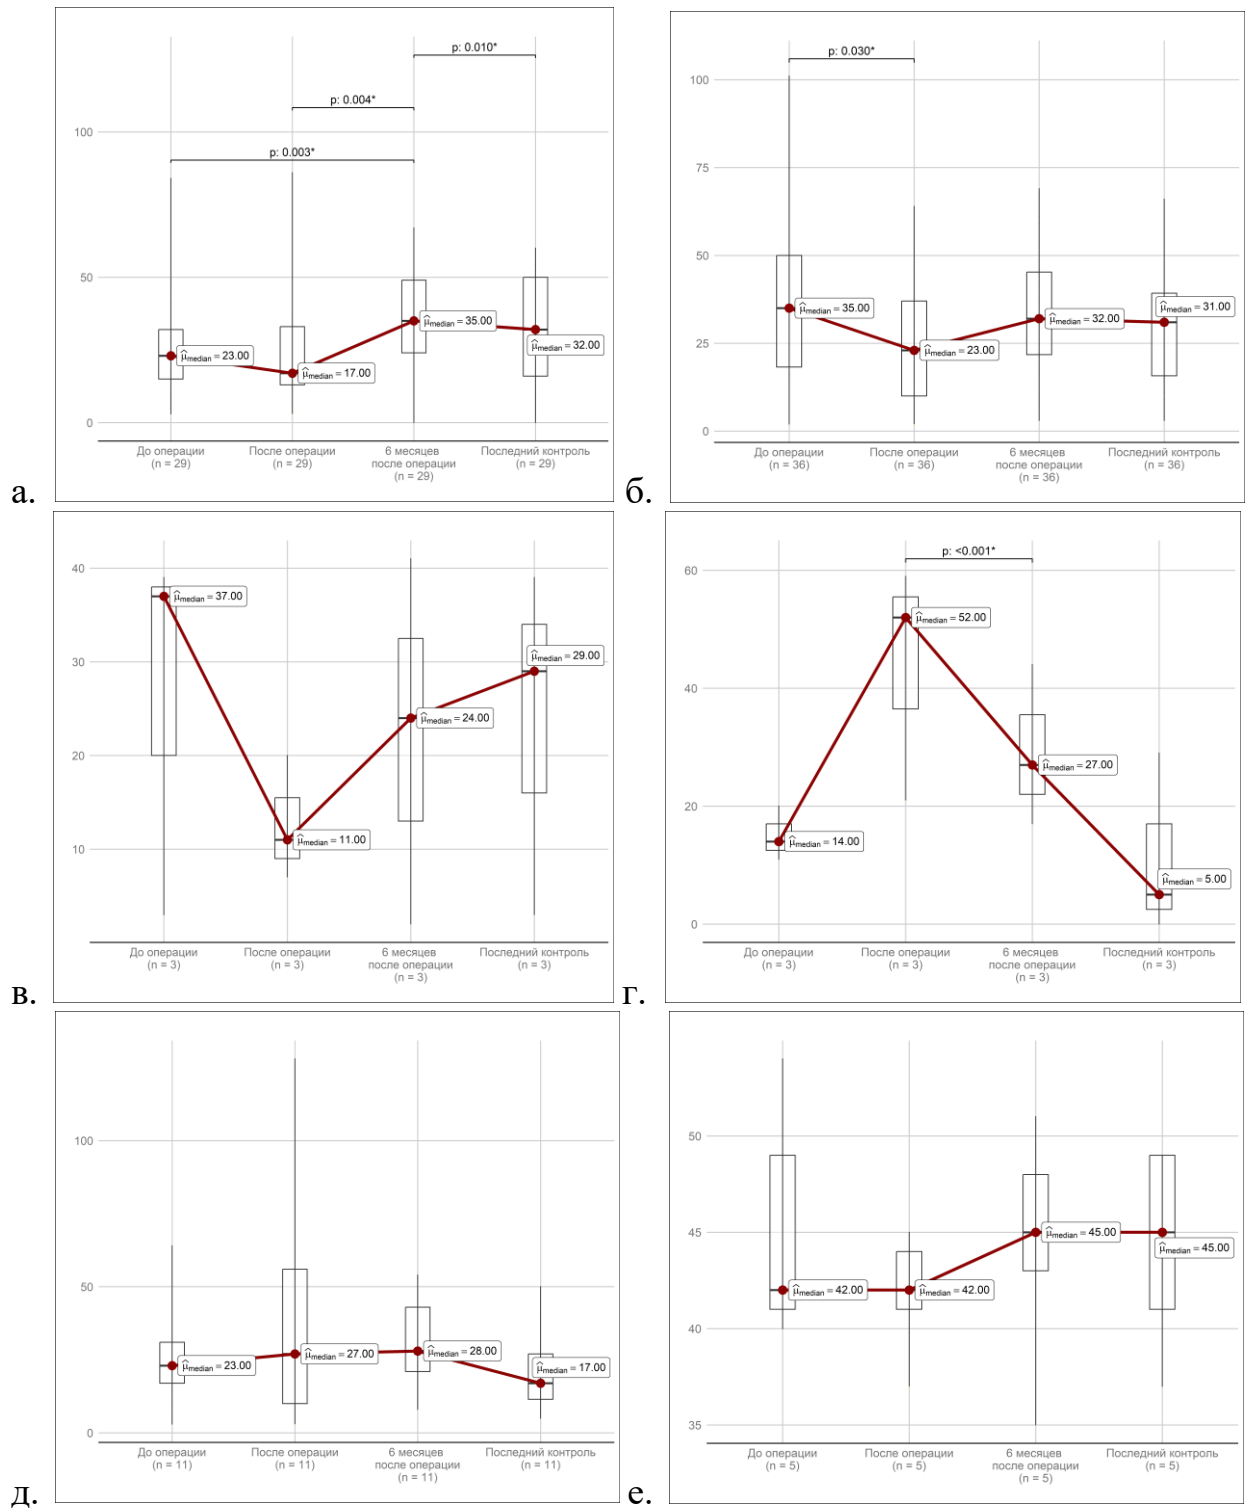 p: 0.010*
p: 0.004*
100
p: 0.003*
50
μ̂median = 35.00
μ̂median = 23.00
μ̂median = 32.00
μ̂median = 17.00
0
До операции После операции 6 месяцев Последний контроль
(n = 29) (n = 29) после операции (n = 29)
(n = 29)
а.
p: 0.030*
100
75
50
μ̂median = 35.00
μ̂median = 31.00
μ̂median = 32.00
25
μ̂median = 23.00
0
До операции После операции 6 месяцев Последний контроль
(n = 36) (n = 36) после операции (n = 36)
(n = 36)
б.
40
μ̂median = 37.00
30
μ̂median = 29.00
μ̂median = 24.00
20
μ̂median = 11.00
10
До операции После операции 6 месяцев Последний контроль
(n = 3) (n = 3) после операции (n = 3)
(n = 3)
в.
p: <0.001*
60
μ̂median = 52.00
40
μ̂median = 27.00
20
μ̂median = 14.00
μ̂median = 5.00
0
До операции После операции 6 месяцев Последний контроль
(n = 3) (n = 3) после операции (n = 3)
(n = 3)
г.
100
50
μ̂median = 28.00
μ̂median = 27.00
μ̂median = 23.00
μ̂median = 17.00
0
До операции После операции 6 месяцев Последний контроль
(n = 11) (n = 11) после операции (n = 11)
(n = 11)
д.
50
45
μ̂median = 45.00
μ̂median = 45.00
μ̂median = 42.00
μ̂median = 42.00
40
35
До операции После операции 6 месяцев Последний контроль
(n = 5) (n = 5) после операции (n = 5)
(n = 5)
е.